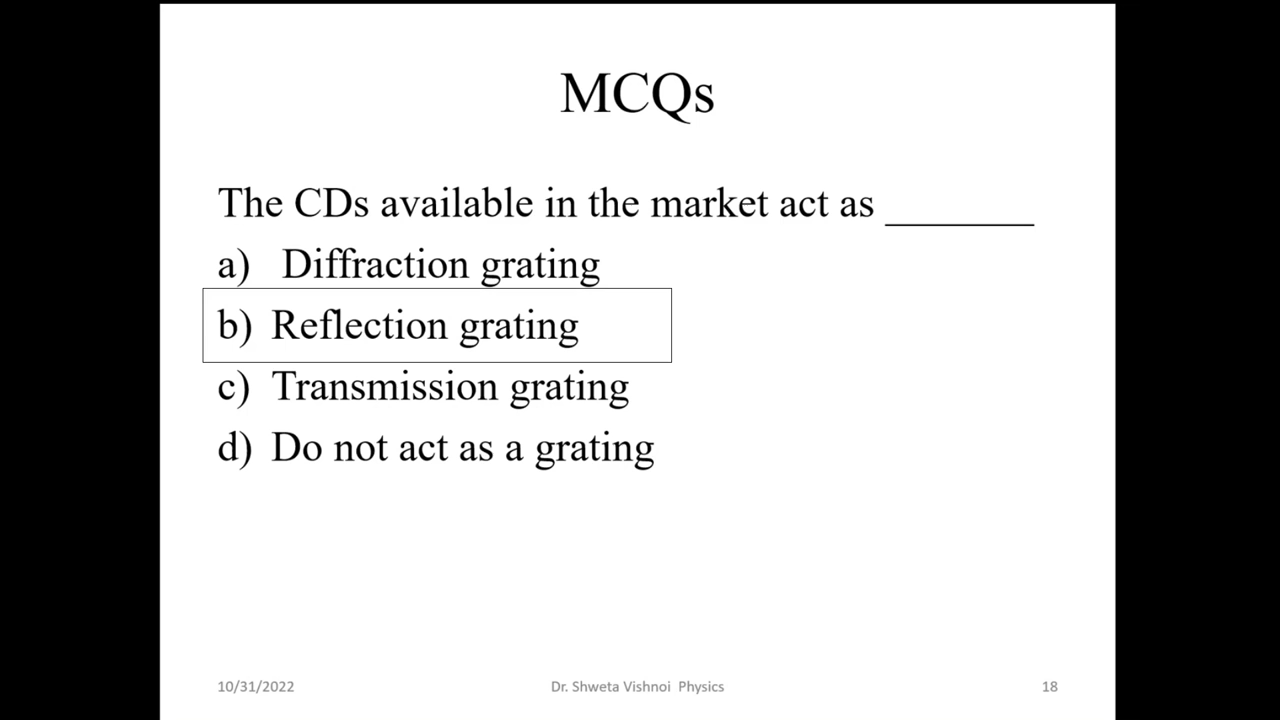 MCQs
The CDs available in the market act as _______
a) Diffraction grating
b) Reflection grating
c) Transmission grating
d) Do not act as a grating
10/31/2022 Dr. Shweta Vishnoi Physics 18